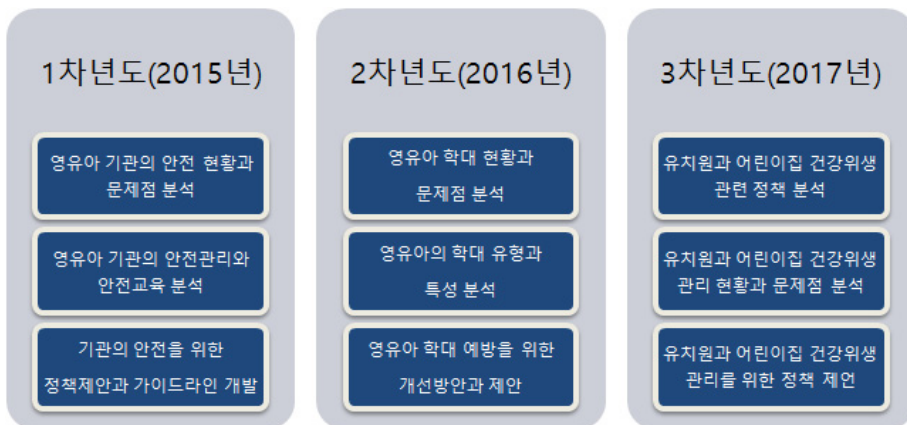 1차년도(2015년)
영유아 기관의 안전 현황과
문제점 분석
영유아 기관의 안전관리와
안전교육 분석
기관의 안전을 위한
정책제안과 가이드라인 개발
2차년도(2016년)
영유아 학대 현황과
문제점 분석
영유아의 학대 유형과
특성 분석
영유아 학대 예방을 위한
개선방안과 제안
3차년도(2017년)
유치원과 어린이집 건강위생
관련 정책 분석
유치원과 어린이집 건강위생
관리 현황과 문제점 분석
유치원과 어린이집 건강위생
관리를 위한 정책 제언